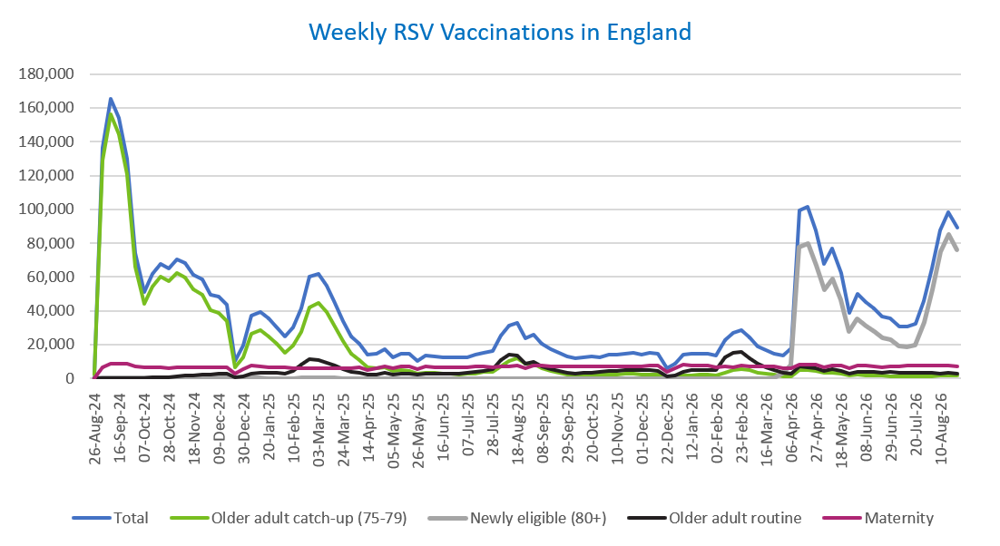 Weekly RSV Vaccinations in England
180,000
160,000
140,000
120,000
100,000
80,000
60,000
40,000
20,000
0
26-Aug-24
16-Sep-24
07-Oct-24
28-Oct-24
18-Nov-24
09-Dec-24
30-Dec-24
20-Jan-25
10-Feb-25
03-Mar-25
24-Mar-25
14-Apr-25
05-May-25
26-May-25
16-Jun-25
07-Jul-25
28-Jul-25
18-Aug-25
08-Sep-25
29-Sep-25
20-Oct-25
10-Nov-25
01-Dec-25
22-Dec-25
12-Jan-26
02-Feb-26
23-Feb-26
16-Mar-26
06-Apr-26
27-Apr-26
18-May-26
08-Jun-26
29-Jun-26
20-Jul-26
10-Aug-26
Total Older adult catch-up (75-79) Newly eligible (80+) Older adult routine Maternity